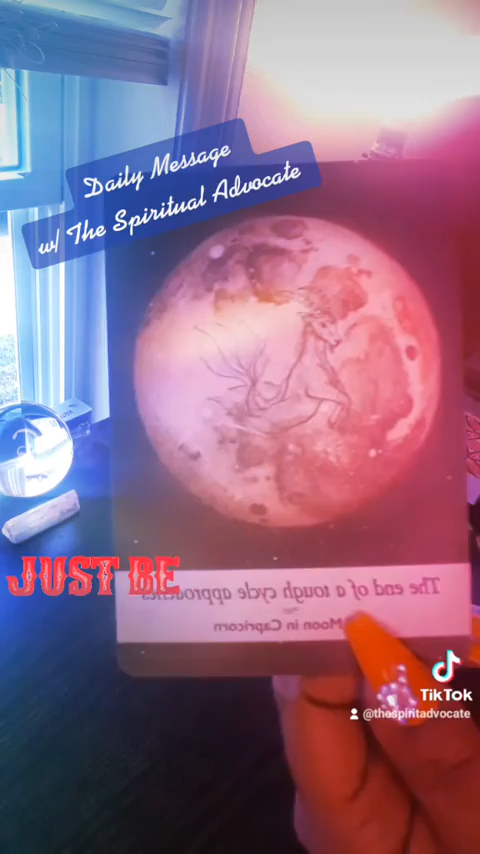 Daily Message
w/ The Spiritual Advocate
JUST BE
The end of a tough cycle approaches
Moon in Capricorn
TikTok
@thespiritadvocate